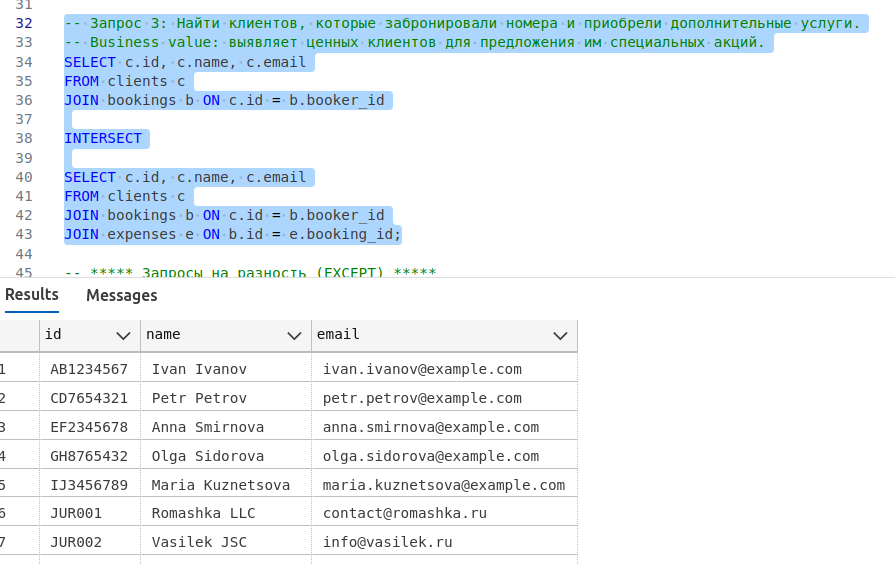 31
32 -- Запрос 3: Найти клиентов, которые забронировали номера и приобрели дополнительные услуги.
33 -- Business value: выявляет ценных клиентов для предложения им специальных акций.
34 SELECT c.id, c.name, c.email
35 FROM clients c
36 JOIN bookings b ON c.id = b.booker_id
37
38 INTERSECT
39
40 SELECT c.id, c.name, c.email
41 FROM clients c
42 JOIN bookings b ON c.id = b.booker_id
43 JOIN expenses e ON b.id = e.booking_id;
44
45 -- ***** Запросы на разность (EXCEPT) *****
Results Messages
id name email
1 AB1234567 Ivan Ivanov ivan.ivanov@example.com
2 CD7654321 Petr Petrov petr.petrov@example.com
3 EF2345678 Anna Smirnova anna.smirnova@example.com
4 GH8765432 Olga Sidorova olga.sidorova@example.com
5 IJ3456789 Maria Kuznetsova maria.kuznetsova@example.com
6 JUR001 Romashka LLC contact@romashka.ru
7 JUR002 Vasilek JSC info@vasilek.ru